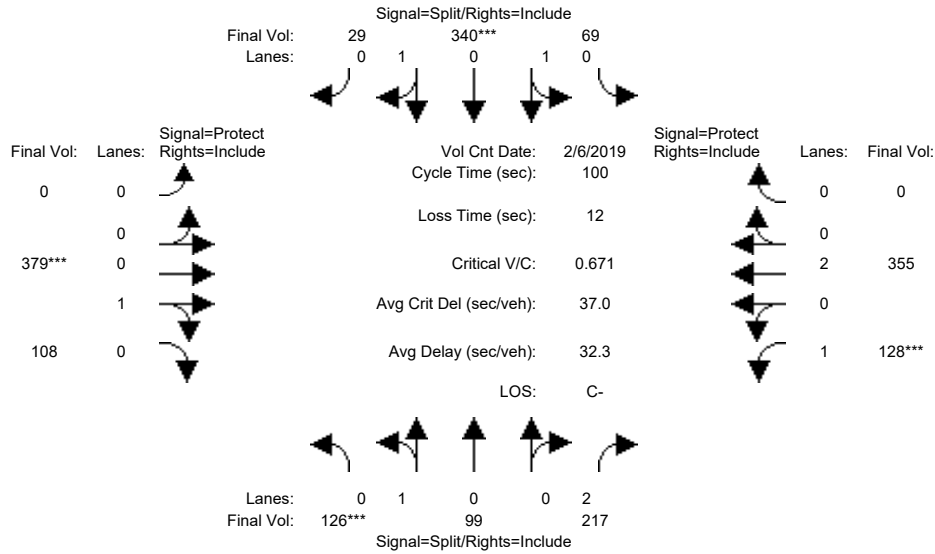 Signal=Split/Rights=Include
Final Vol: 29 340*** 69
Lanes: 0 1 0 1 0
Signal=Protect Signal=Protect
Final Vol: Lanes: Rights=Include Vol Cnt Date: 2/6/2019 Rights=Include Lanes: Final Vol:
Cycle Time (sec): 100
0 0 0 0
Loss Time (sec): 12
0 0
379*** 0 Critical V/C: 0.671 2 355
1 Avg Crit Del (sec/veh): 37.0 0
108 0 Avg Delay (sec/veh): 32.3 1 128***
LOS: C-
Lanes: 0 1 0 0 2
Final Vol: 126*** 99 217
Signal=Split/Rights=Include